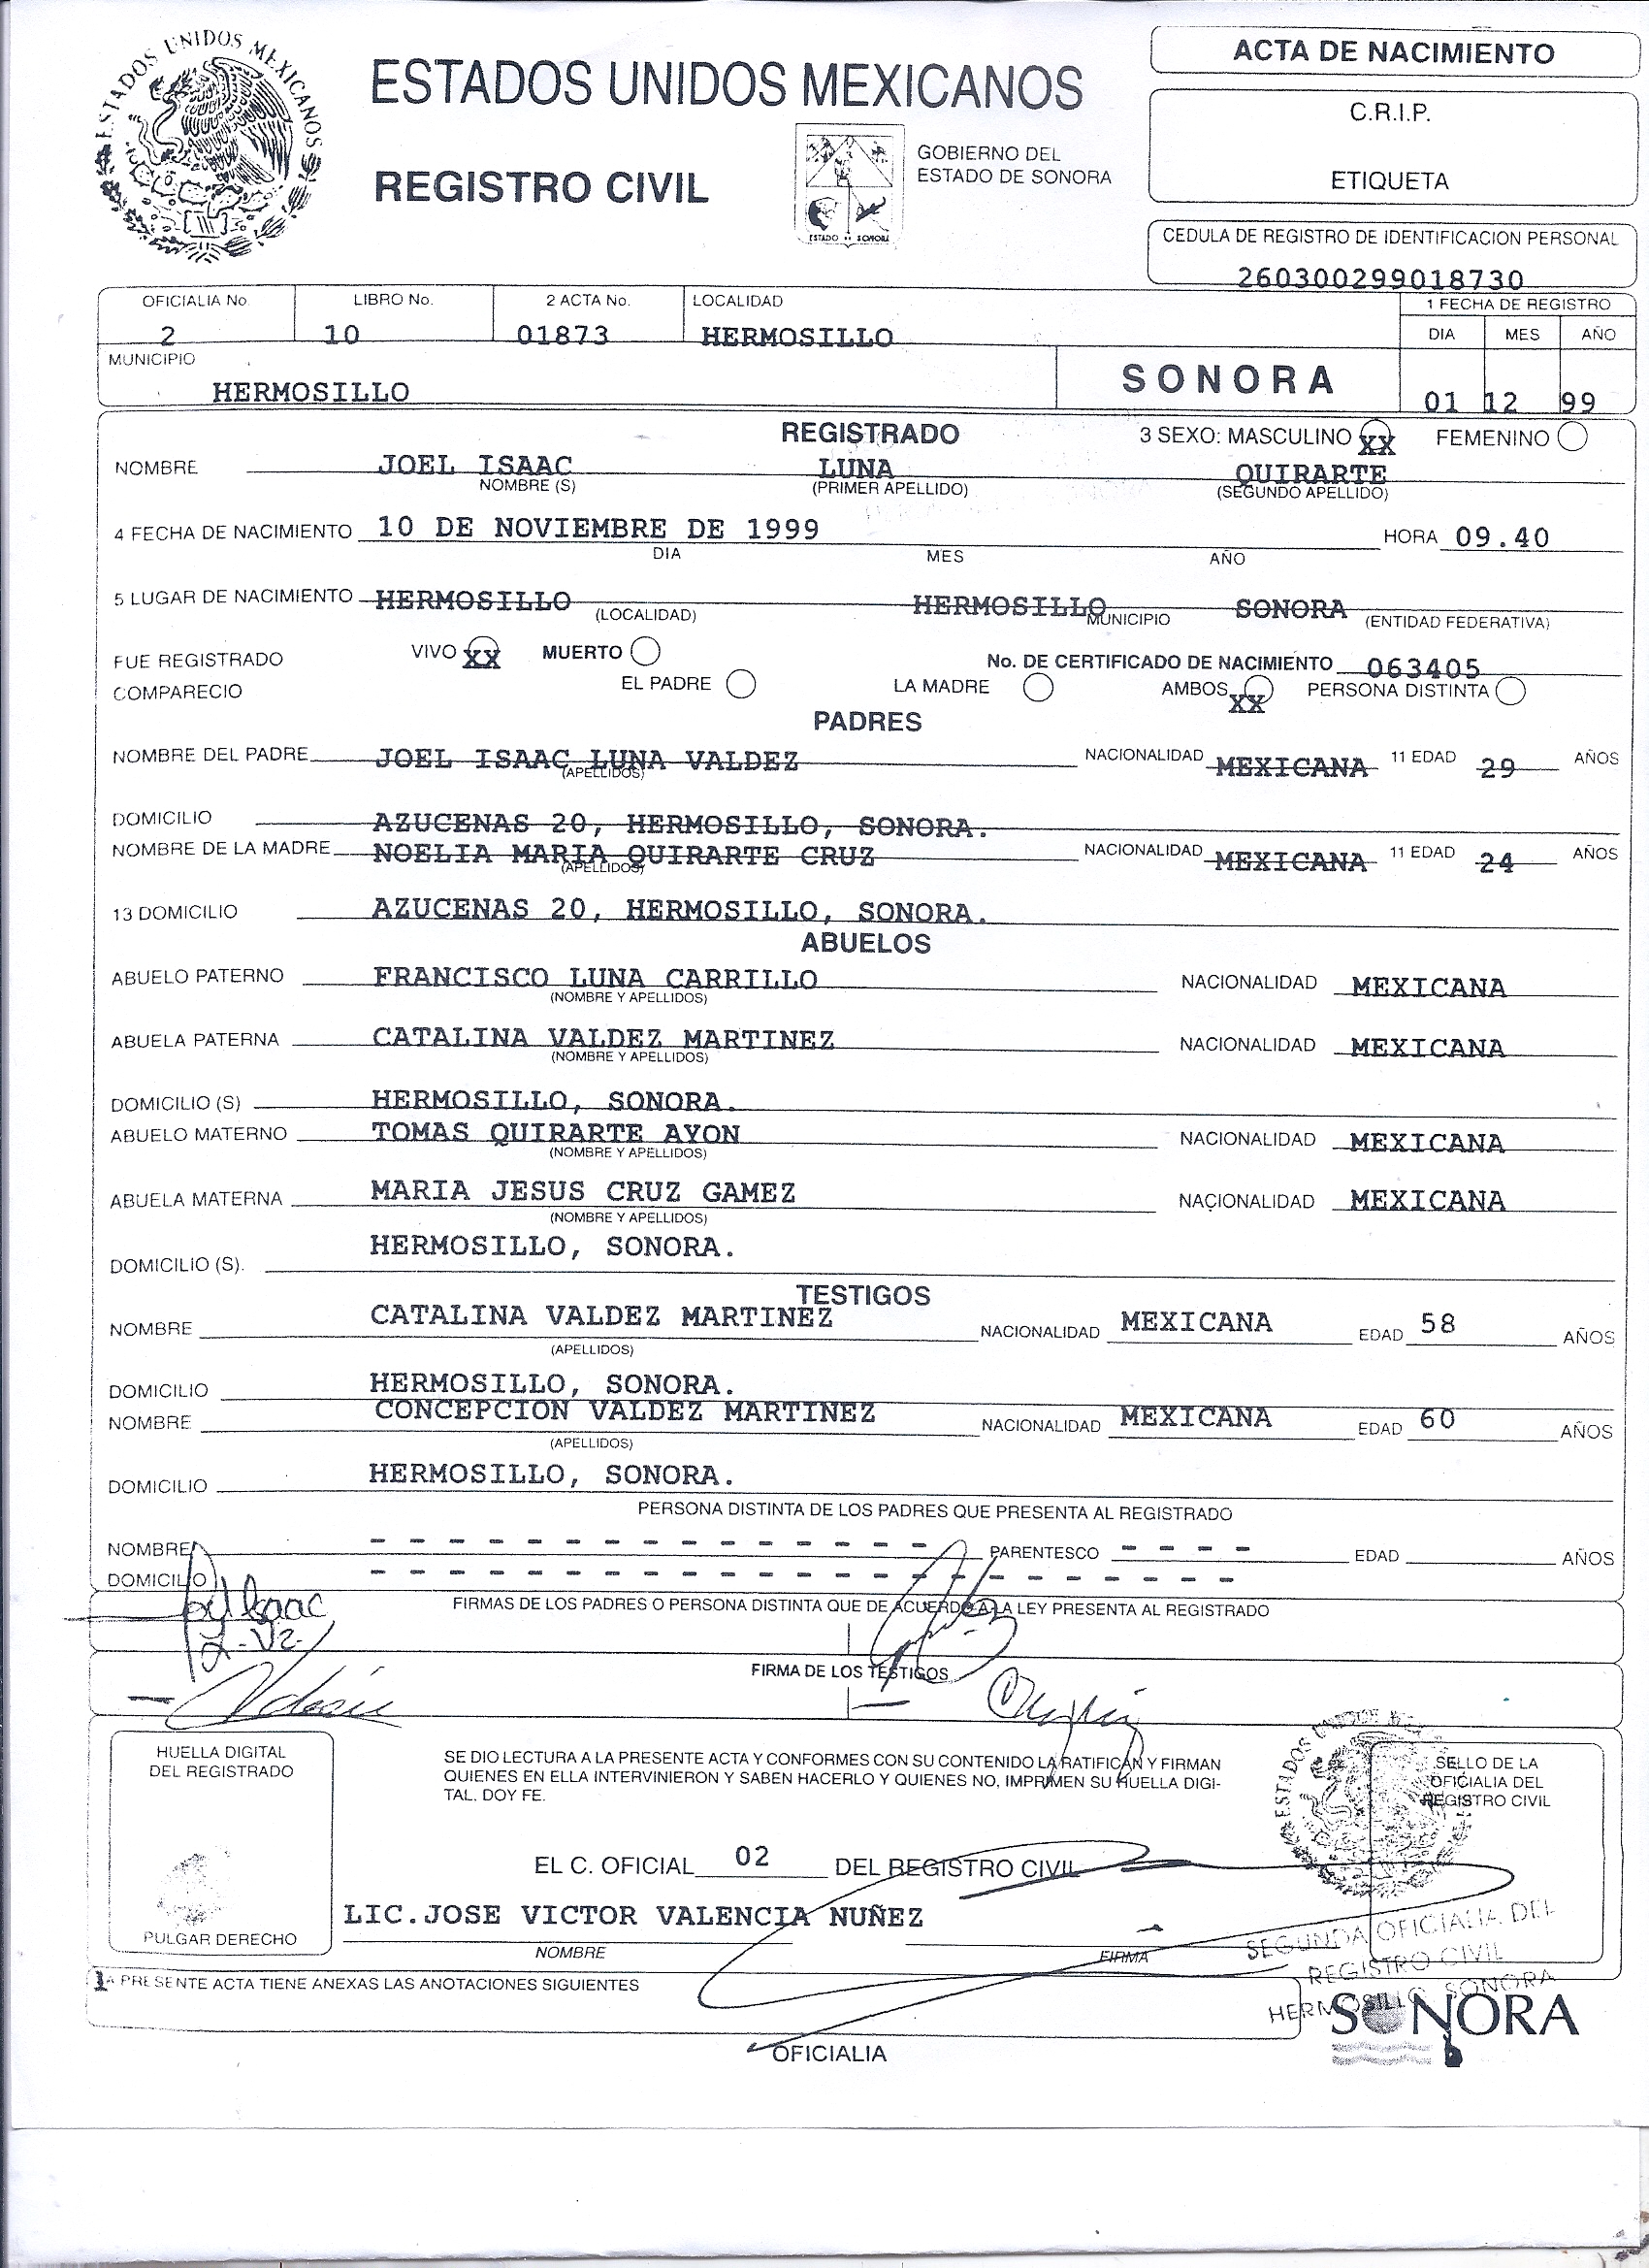 ESTADOS UNIDOS MEXICANOS
ESTADOS UNIDOS MEXICANOS
REGISTRO CIVIL
ESTADO DE SONORA
GOBIERNO DEL
ESTADO DE SONORA
ACTA DE NACIMIENTO
C.R.I.P.
ETIQUETA
CEDULA DE REGISTRO DE IDENTIFICACION PERSONAL
260300299018730
OFICIALIA No. LIBRO No. 2 ACTA No. LOCALIDAD 1 FECHA DE REGISTRO
2 10 01873 HERMOSILLO DIA MES AÑO
MUNICIPIO
HERMOSILLO SONORA 01 12 99
REGISTRADO 3 SEXO: MASCULINO XX FEMENINO
NOMBRE JOEL ISAAC LUNA QUIRARTE
NOMBRE (S) (PRIMER APELLIDO) (SEGUNDO APELLIDO)
4 FECHA DE NACIMIENTO 10 DE NOVIEMBRE DE 1999 HORA 09.40
DIA MES AÑO
5 LUGAR DE NACIMIENTO HERMOSILLO HERMOSILLO SONORA
(LOCALIDAD) MUNICIPIO (ENTIDAD FEDERATIVA)
FUE REGISTRADO VIVO XX MUERTO No. DE CERTIFICADO DE NACIMIENTO 063405
COMPARECIO EL PADRE LA MADRE AMBOS XX PERSONA DISTINTA
PADRES
NOMBRE DEL PADRE JOEL ISAAC LUNA VALDEZ NACIONALIDAD MEXICANA 11 EDAD 29 AÑOS
(APELLIDOS)
DOMICILIO AZUCENAS 20, HERMOSILLO, SONORA.
NOMBRE DE LA MADRE NOELIA MARIA QUIRARTE CRUZ NACIONALIDAD MEXICANA 11 EDAD 24 AÑOS
(APELLIDOS)
13 DOMICILIO AZUCENAS 20, HERMOSILLO, SONORA.
ABUELOS
ABUELO PATERNO FRANCISCO LUNA CARRILLO NACIONALIDAD MEXICANA
(NOMBRE Y APELLIDOS)
ABUELA PATERNA CATALINA VALDEZ MARTINEZ NACIONALIDAD MEXICANA
(NOMBRE Y APELLIDOS)
DOMICILIO (S) HERMOSILLO, SONORA.
ABUELO MATERNO TOMAS QUIRARTE AYON NACIONALIDAD MEXICANA
(NOMBRE Y APELLIDOS)
ABUELA MATERNA MARIA JESUS CRUZ GAMEZ NACIONALIDAD MEXICANA
(NOMBRE Y APELLIDOS)
DOMICILIO (S). HERMOSILLO, SONORA.
TESTIGOS
NOMBRE CATALINA VALDEZ MARTINEZ NACIONALIDAD MEXICANA EDAD 58 AÑOS
(APELLIDOS)
DOMICILIO HERMOSILLO, SONORA.
NOMBRE CONCEPCION VALDEZ MARTINEZ NACIONALIDAD MEXICANA EDAD 60 AÑOS
(APELLIDOS)
DOMICILIO HERMOSILLO, SONORA.
PERSONA DISTINTA DE LOS PADRES QUE PRESENTA AL REGISTRADO
NOMBRE - - - - - - - - - - - - - - - - - - PARENTESCO - - - - EDAD AÑOS
DOMICILIO - - - - - - - - - - - - - - - - - - - - - - -
FIRMAS DE LOS PADRES O PERSONA DISTINTA QUE DE ACUERDO A LA LEY PRESENTA AL REGISTRADO
Isaac
FIRMA DE LOS TESTIGOS
HUELLA DIGITAL
DEL REGISTRADO
PULGAR DERECHO
SE DIO LECTURA A LA PRESENTE ACTA Y CONFORMES CON SU CONTENIDO LA RATIFICAN Y FIRMAN
QUIENES EN ELLA INTERVINIERON Y SABEN HACERLO Y QUIENES NO, IMPRIMEN SU HUELLA DIGI-
TAL. DOY FE.
SELLO DE LA
OFICIALIA DEL
REGISTRO CIVIL
EL C. OFICIAL 02 DEL REGISTRO CIVIL
LIC.JOSE VICTOR VALENCIA NUÑEZ
NOMBRE FIRMA
SEGUNDA OFICIALIA DEL
REGISTRO CIVIL
HERMOSILLO, SONORA
LA PRESENTE ACTA TIENE ANEXAS LAS ANOTACIONES SIGUIENTES
SONORA
OFICIALIA